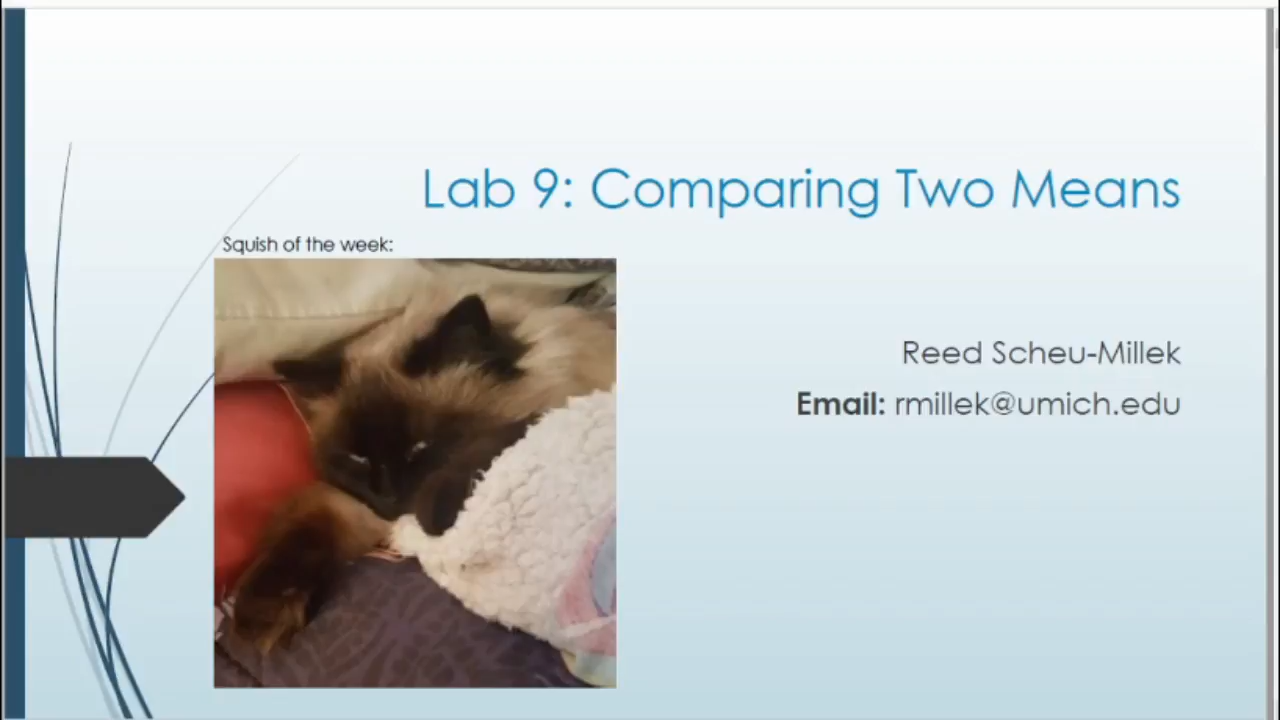 Lab 9: Comparing Two Means
Squish of the week:
Reed Scheu-Millek
Email: rmillek@umich.edu